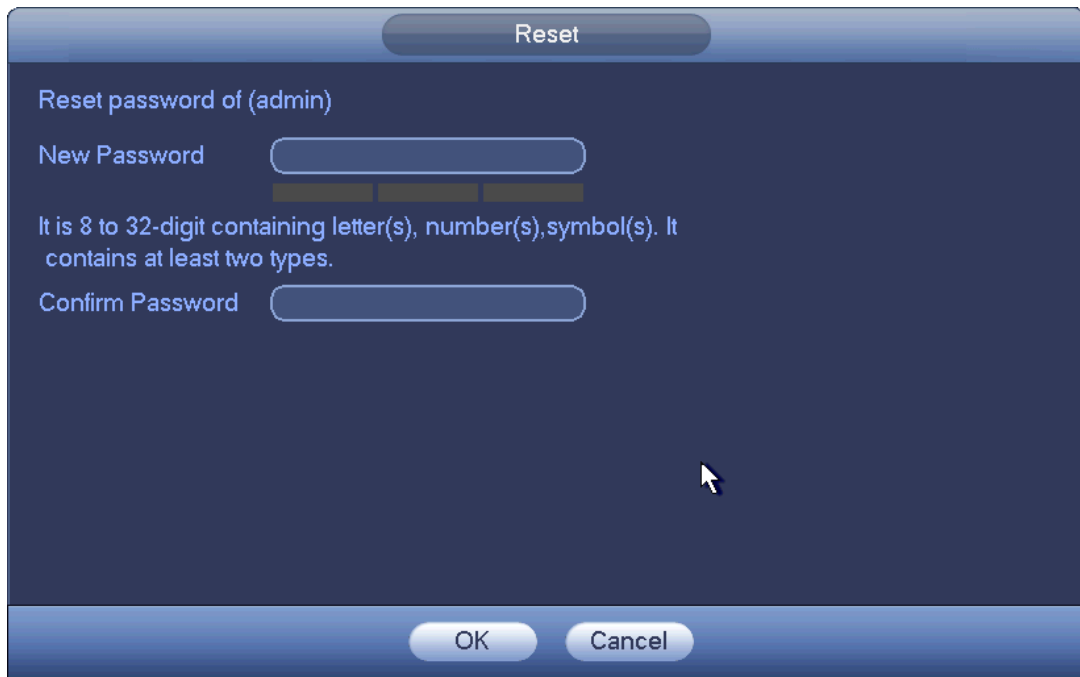 Reset
Reset password of (admin)
New Password
It is 8 to 32-digit containing letter(s), number(s),symbol(s). It
contains at least two types.
Confirm Password
OK
Cancel